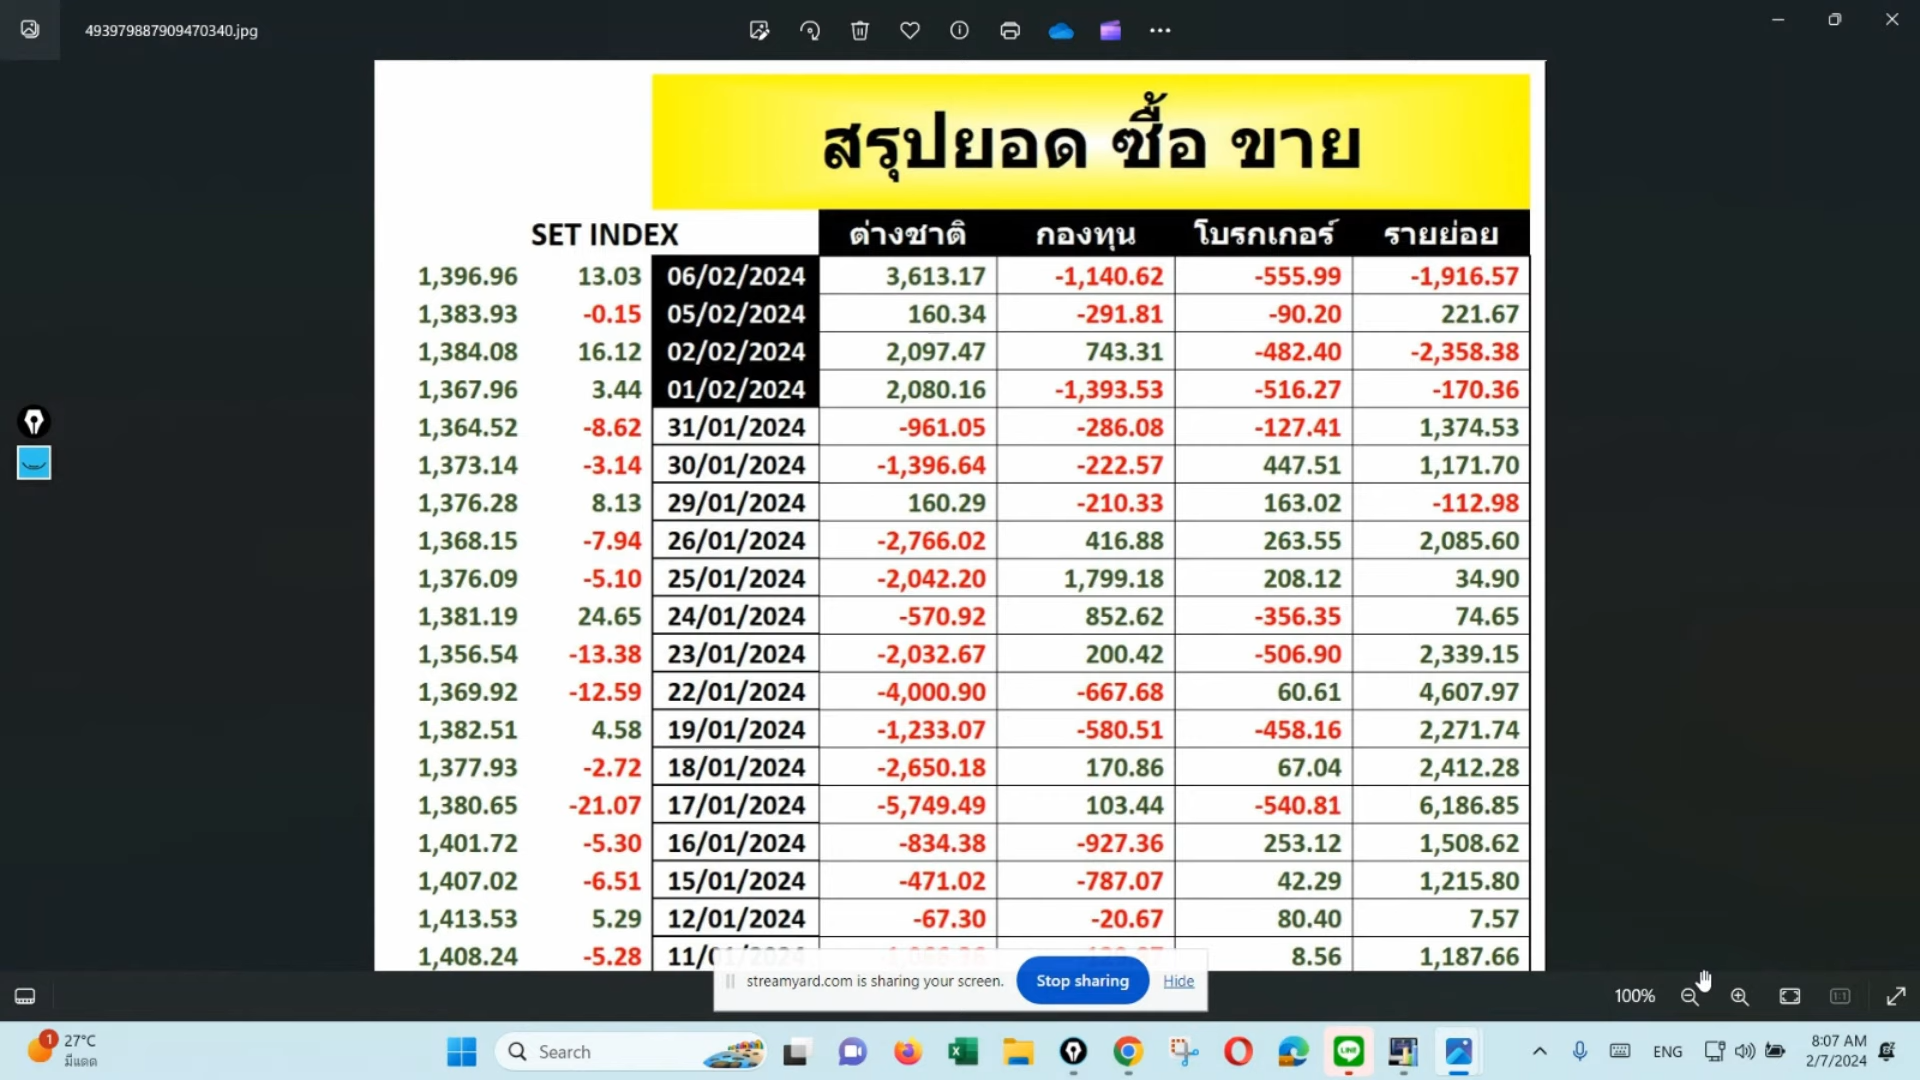 493979887909470340.jpg
สรุปยอด ซื้อ ขาย
SET INDEX ต่างชาติ กองทุน โบรกเกอร์ รายย่อย
1,396.96 13.03 06/02/2024 3,613.17 -1,140.62 -555.99 -1,916.57
1,383.93 -0.15 05/02/2024 160.34 -291.81 -90.20 221.67
1,384.08 16.12 02/02/2024 2,097.47 743.31 -482.40 -2,358.38
1,367.96 3.44 01/02/2024 2,080.16 -1,393.53 -516.27 -170.36
1,364.52 -8.62 31/01/2024 -961.05 -286.08 -127.41 1,374.53
1,373.14 -3.14 30/01/2024 -1,396.64 -222.57 447.51 1,171.70
1,376.28 8.13 29/01/2024 160.29 -210.33 163.02 -112.98
1,368.15 -7.94 26/01/2024 -2,766.02 416.88 263.55 2,085.60
1,376.09 -5.10 25/01/2024 -2,042.20 1,799.18 208.12 34.90
1,381.19 24.65 24/01/2024 -570.92 852.62 -356.35 74.65
1,356.54 -13.38 23/01/2024 -2,032.67 200.42 -506.90 2,339.15
1,369.92 -12.59 22/01/2024 -4,000.90 -667.68 60.61 4,607.97
1,382.51 4.58 19/01/2024 -1,233.07 -580.51 -458.16 2,271.74
1,377.93 -2.72 18/01/2024 -2,650.18 170.86 67.04 2,412.28
1,380.65 -21.07 17/01/2024 -5,749.49 103.44 -540.81 6,186.85
1,401.72 -5.30 16/01/2024 -834.38 -927.36 253.12 1,508.62
1,407.02 -6.51 15/01/2024 -471.02 -787.07 42.29 1,215.80
1,413.53 5.29 12/01/2024 -67.30 -20.67 80.40 7.57
1,408.24 -5.28 11/01/2024 8.56 1,187.66
streamyard.com is sharing your screen. Stop sharing Hide
100%
1 27°C
มีแดด
Search
LINE
ENG
8:07 AM
2/7/2024